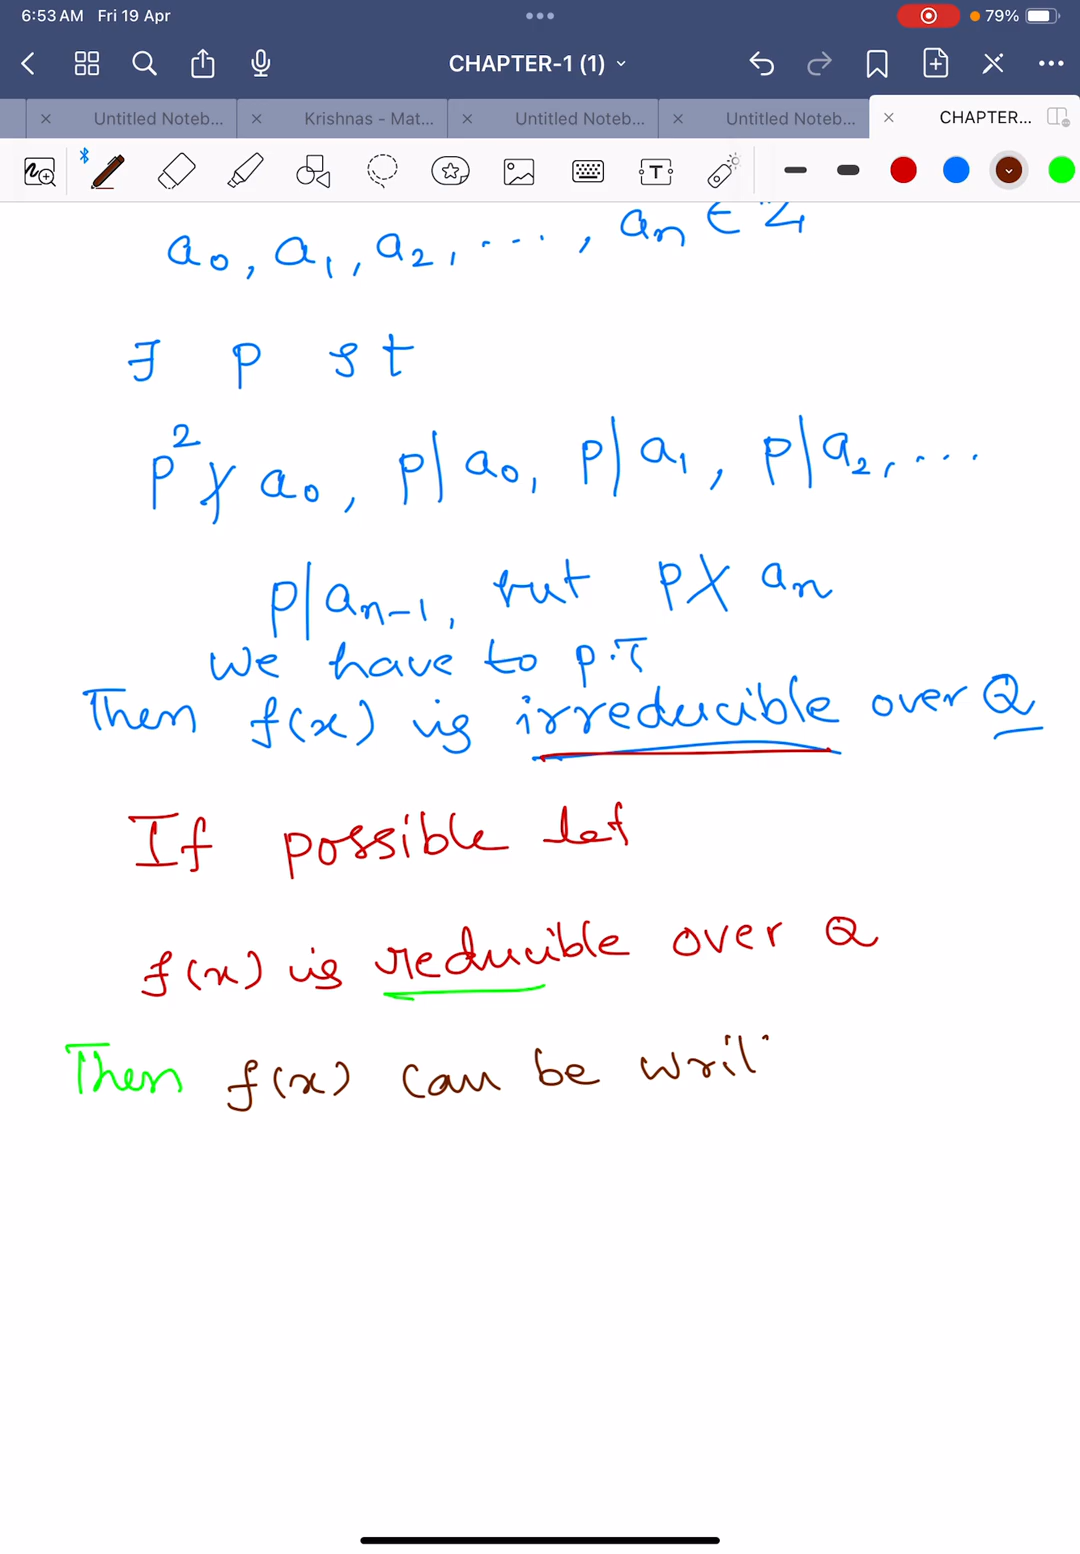 6:53 AM Fri 19 Apr
79%
CHAPTER-1 (1)
Untitled Noteb... Krishnas - Mat... Untitled Noteb... Untitled Noteb... CHAPTER...
T
a₀, a₁, a₂, ..., aₙ ∈ Z
∃ p st
p² ∤ a₀, p|a₀, p|a₁, p|a₂, ...
p|aₙ₋₁, but p ∤ aₙ
We have to p.T
Then f(x) is irreducible over Q
If possible let
f(x) is reducible over Q
Then f(x) can be writ